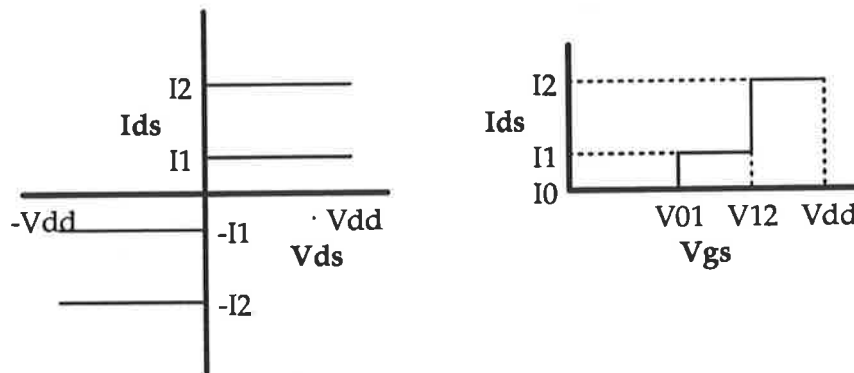 I2
Ids
I1
-Vdd
-I1
Vdd
Vds
-I2
I2
Ids
I1
I0
V01 V12 Vdd
Vgs